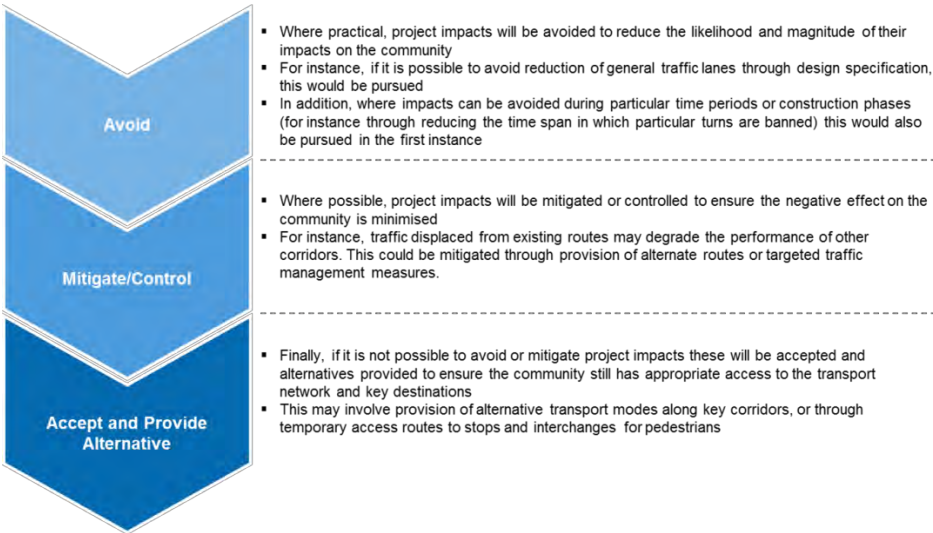 Avoid
▪ Where practical, project impacts will be avoided to reduce the likelihood and magnitude of their
impacts on the community
▪ For instance, if it is possible to avoid reduction of general traffic lanes through design specification,
this would be pursued
▪ In addition, where impacts can be avoided during particular time periods or construction phases
(for instance through reducing the time span in which particular turns are banned) this would also
be pursued in the first instance
Mitigate/Control
▪ Where possible, project impacts will be mitigated or controlled to ensure the negative effect on the
community is minimised
▪ For instance, traffic displaced from existing routes may degrade the performance of other
corridors. This could be mitigated through provision of alternate routes or targeted traffic
management measures.
Accept and Provide
Alternative
▪ Finally, if it is not possible to avoid or mitigate project impacts these will be accepted and
alternatives provided to ensure the community still has appropriate access to the transport
network and key destinations
▪ This may involve provision of alternative transport modes along key corridors, or through
temporary access routes to stops and interchanges for pedestrians